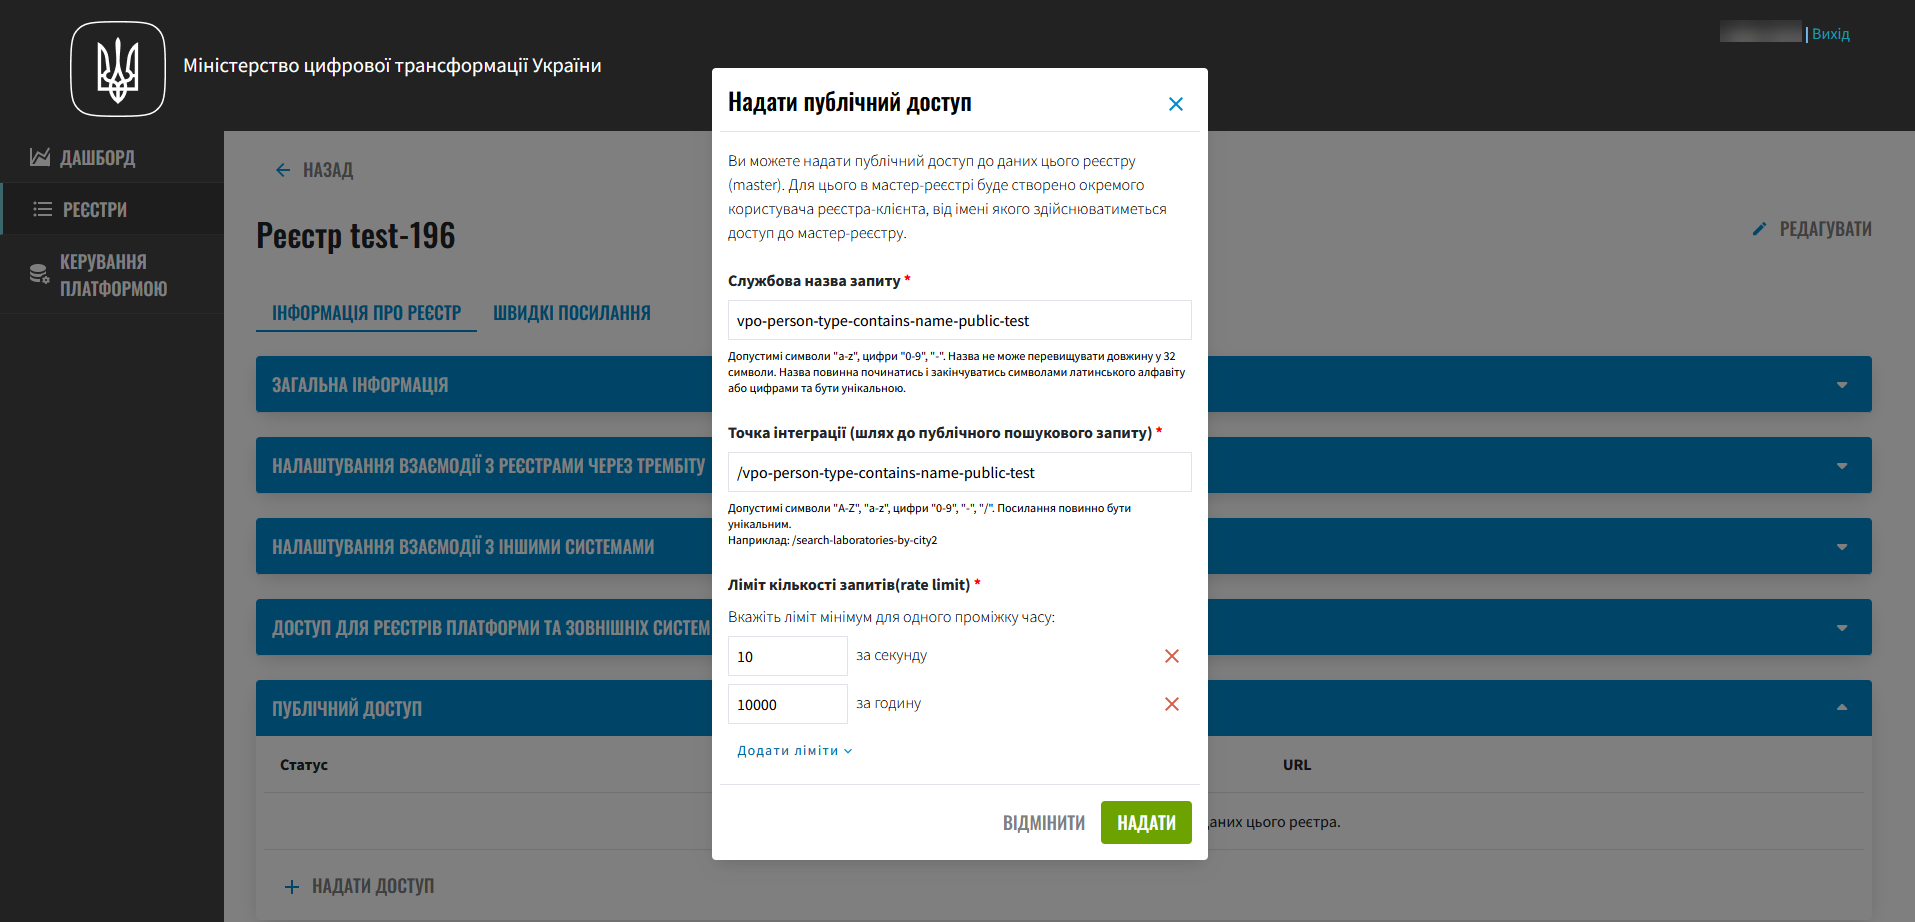 Міністерство цифрової трансформації України
| Вихід
ДАШБОРД
РЕЄСТРИ
КЕРУВАННЯ
ПЛАТФОРМОЮ
НАЗАД
Реєстр test-196
РЕДАГУВАТИ
ІНФОРМАЦІЯ ПРО РЕЄСТР
ШВИДКІ ПОСИЛАННЯ
ЗАГАЛЬНА ІНФОРМАЦІЯ
НАЛАШТУВАННЯ ВЗАЄМОДІЇ З РЕЄСТРАМИ ЧЕРЕЗ ТРЕМБІТУ
НАЛАШТУВАННЯ ВЗАЄМОДІЇ З ІНШИМИ СИСТЕМАМИ
ДОСТУП ДЛЯ РЕЄСТРІВ ПЛАТФОРМИ ТА ЗОВНІШНІХ СИСТЕМ
ПУБЛІЧНИЙ ДОСТУП
Статус
URL
даних цього реєстра.
НАДАТИ ДОСТУП
Надати публічний доступ
Ви можете надати публічний доступ до даних цього реєстру
(master). Для цього в мастер-реєстрі буде створено окремого
користувача реєстра-клієнта, від імені якого здійснюватиметься
доступ до мастер-реєстру.
Службова назва запиту *
vpo-person-type-contains-name-public-test
Допустимі символи "a-z", цифри "0-9", "-". Назва не може перевищувати довжину у 32
символи. Назва повинна починатись і закінчуватись символами латинського алфавіту
або цифрами та бути унікальною.
Точка інтеграції (шлях до публічного пошукового запиту) *
/vpo-person-type-contains-name-public-test
Допустимі символи "A-Z", "a-z", цифри "0-9", "-", "/". Посилання повинно бути
унікальним.
Наприклад: /search-laboratories-by-city2
Ліміт кількості запитів(rate limit) *
Вкажіть ліміт мінімум для одного проміжку часу:
10 за секунду
10000 за годину
Додати ліміти
ВІДМІНИТИ
НАДАТИ